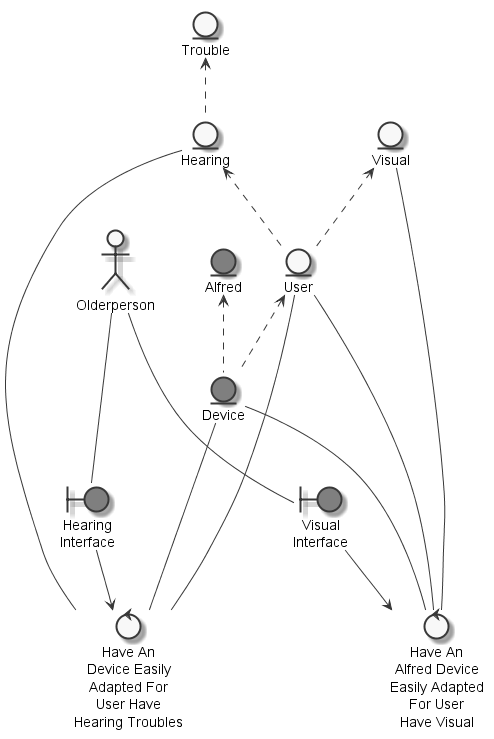 Trouble
Hearing
Visual
Olderperson
Alfred
User
Device
Hearing
Interface
Visual
Interface
Have An
Device Easily
Adapted For
User Have
Hearing Troubles
Have An
Alfred Device
Easily Adapted
For User
Have Visual